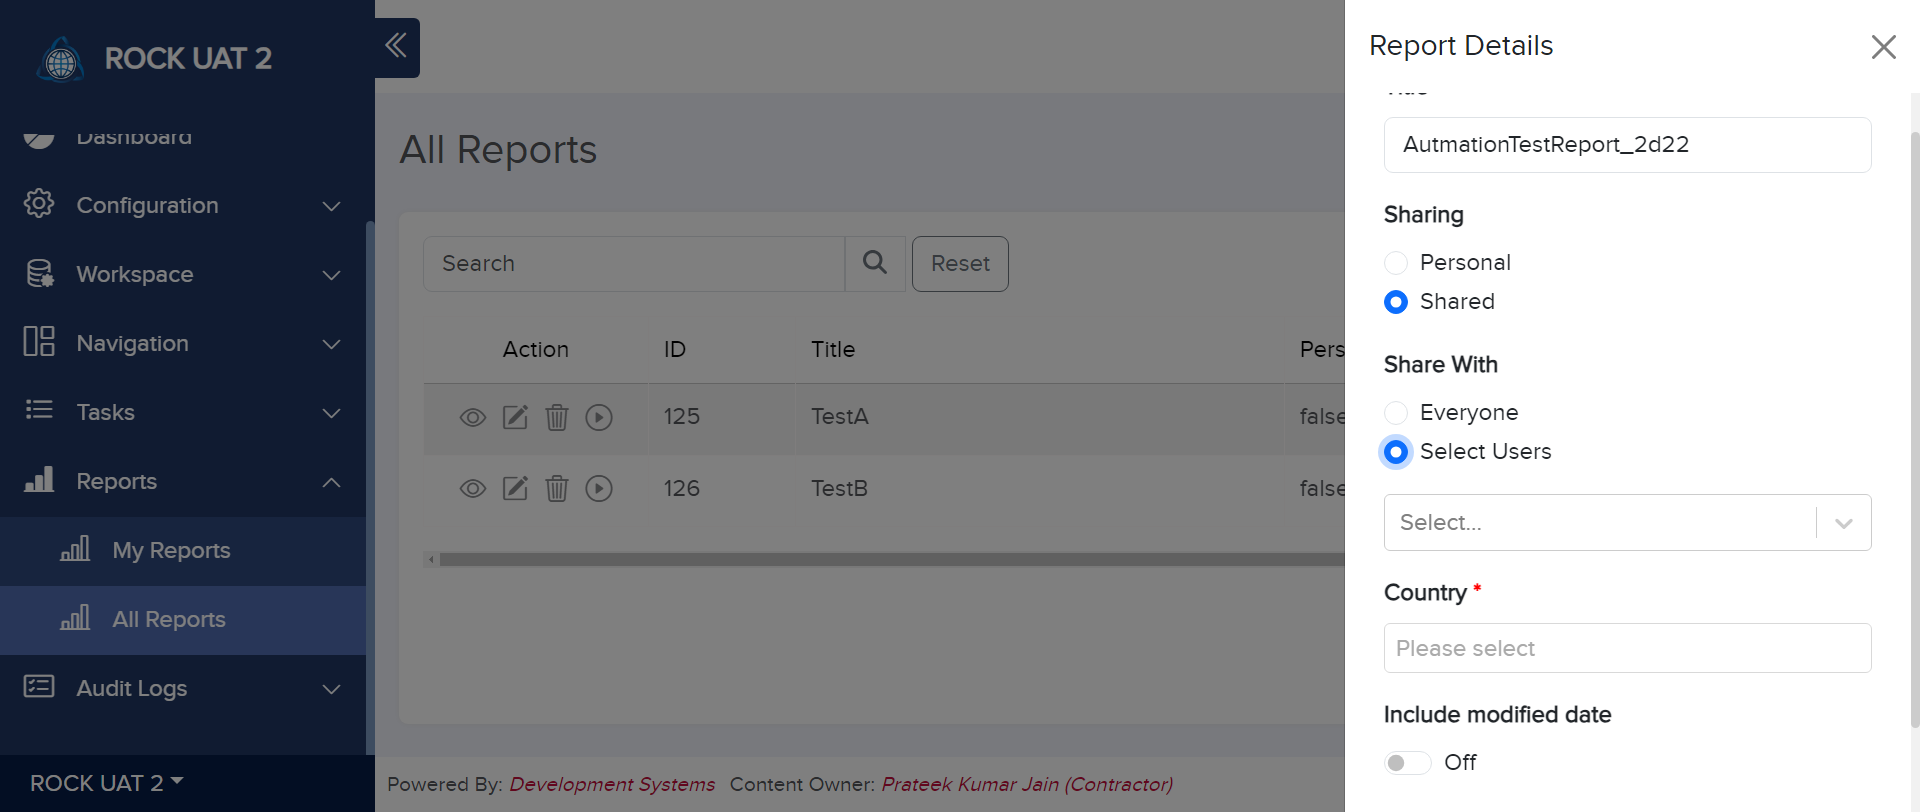 ROCK UAT 2
Dashboard
Configuration
Workspace
Navigation
Tasks
Reports
My Reports
All Reports
Audit Logs
ROCK UAT 2
All Reports
Search
Reset
Action ID Title Pers
125 TestA false
126 TestB false
Powered By: Development Systems Content Owner: Prateek Kumar Jain (Contractor)
Report Details
AutmationTestReport_2d22
Sharing
Personal
Shared
Share With
Everyone
Select Users
Select...
Country *
Please select
Include modified date
Off